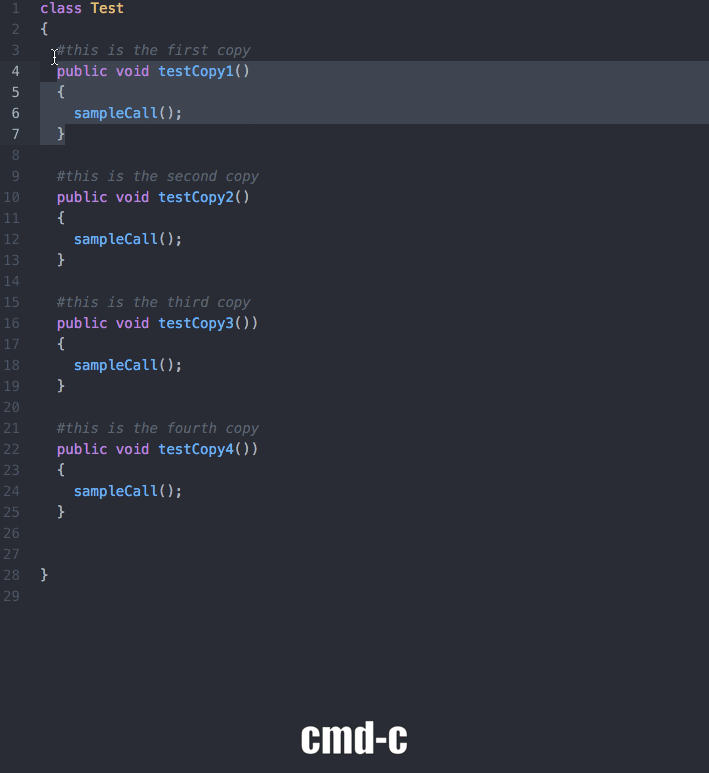 1 class Test
2 {
3 #this is the first copy
4 public void testCopy1()
5 {
6 sampleCall();
7 }
8
9 #this is the second copy
10 public void testCopy2()
11 {
12 sampleCall();
13 }
14
15 #this is the third copy
16 public void testCopy3())
17 {
18 sampleCall();
19 }
20
21 #this is the fourth copy
22 public void testCopy4())
23 {
24 sampleCall();
25 }
26
27
28 }
29
cmd-c